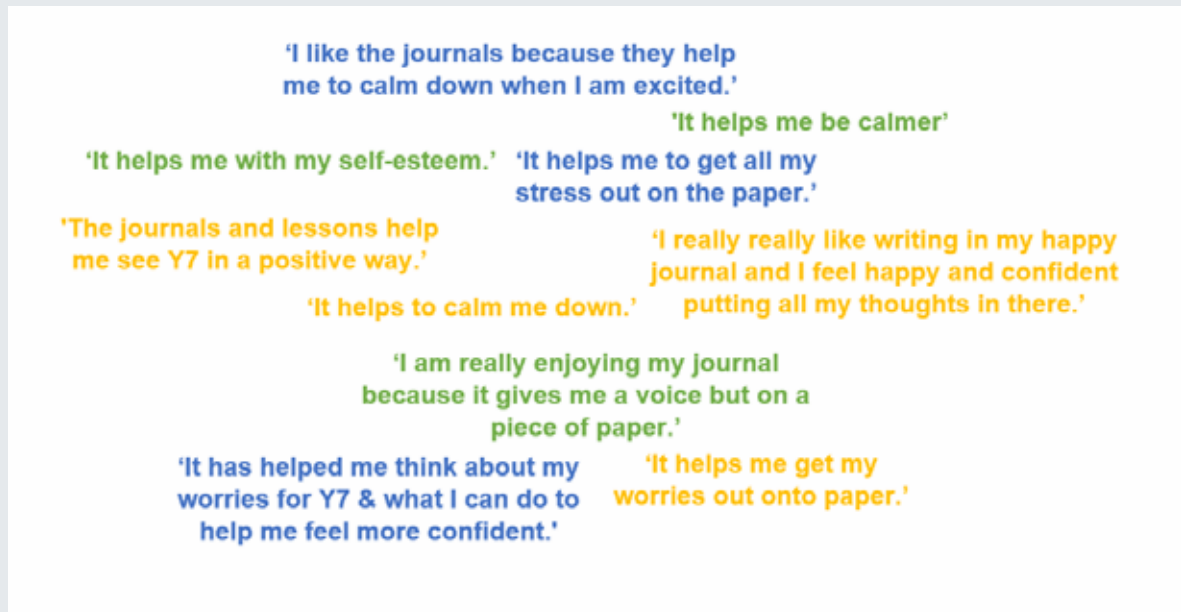 ‘I like the journals because they help
me to calm down when I am excited.’
'It helps me be calmer’
‘It helps me with my self-esteem.’
‘It helps me to get all my
stress out on the paper.’
'The journals and lessons help
me see Y7 in a positive way.’
‘I really really like writing in my happy
journal and I feel happy and confident
putting all my thoughts in there.’
‘It helps to calm me down.’
‘I am really enjoying my journal
because it gives me a voice but on a
piece of paper.’
‘It has helped me think about my
worries for Y7 & what I can do to
help me feel more confident.'
‘It helps me get my
worries out onto paper.’